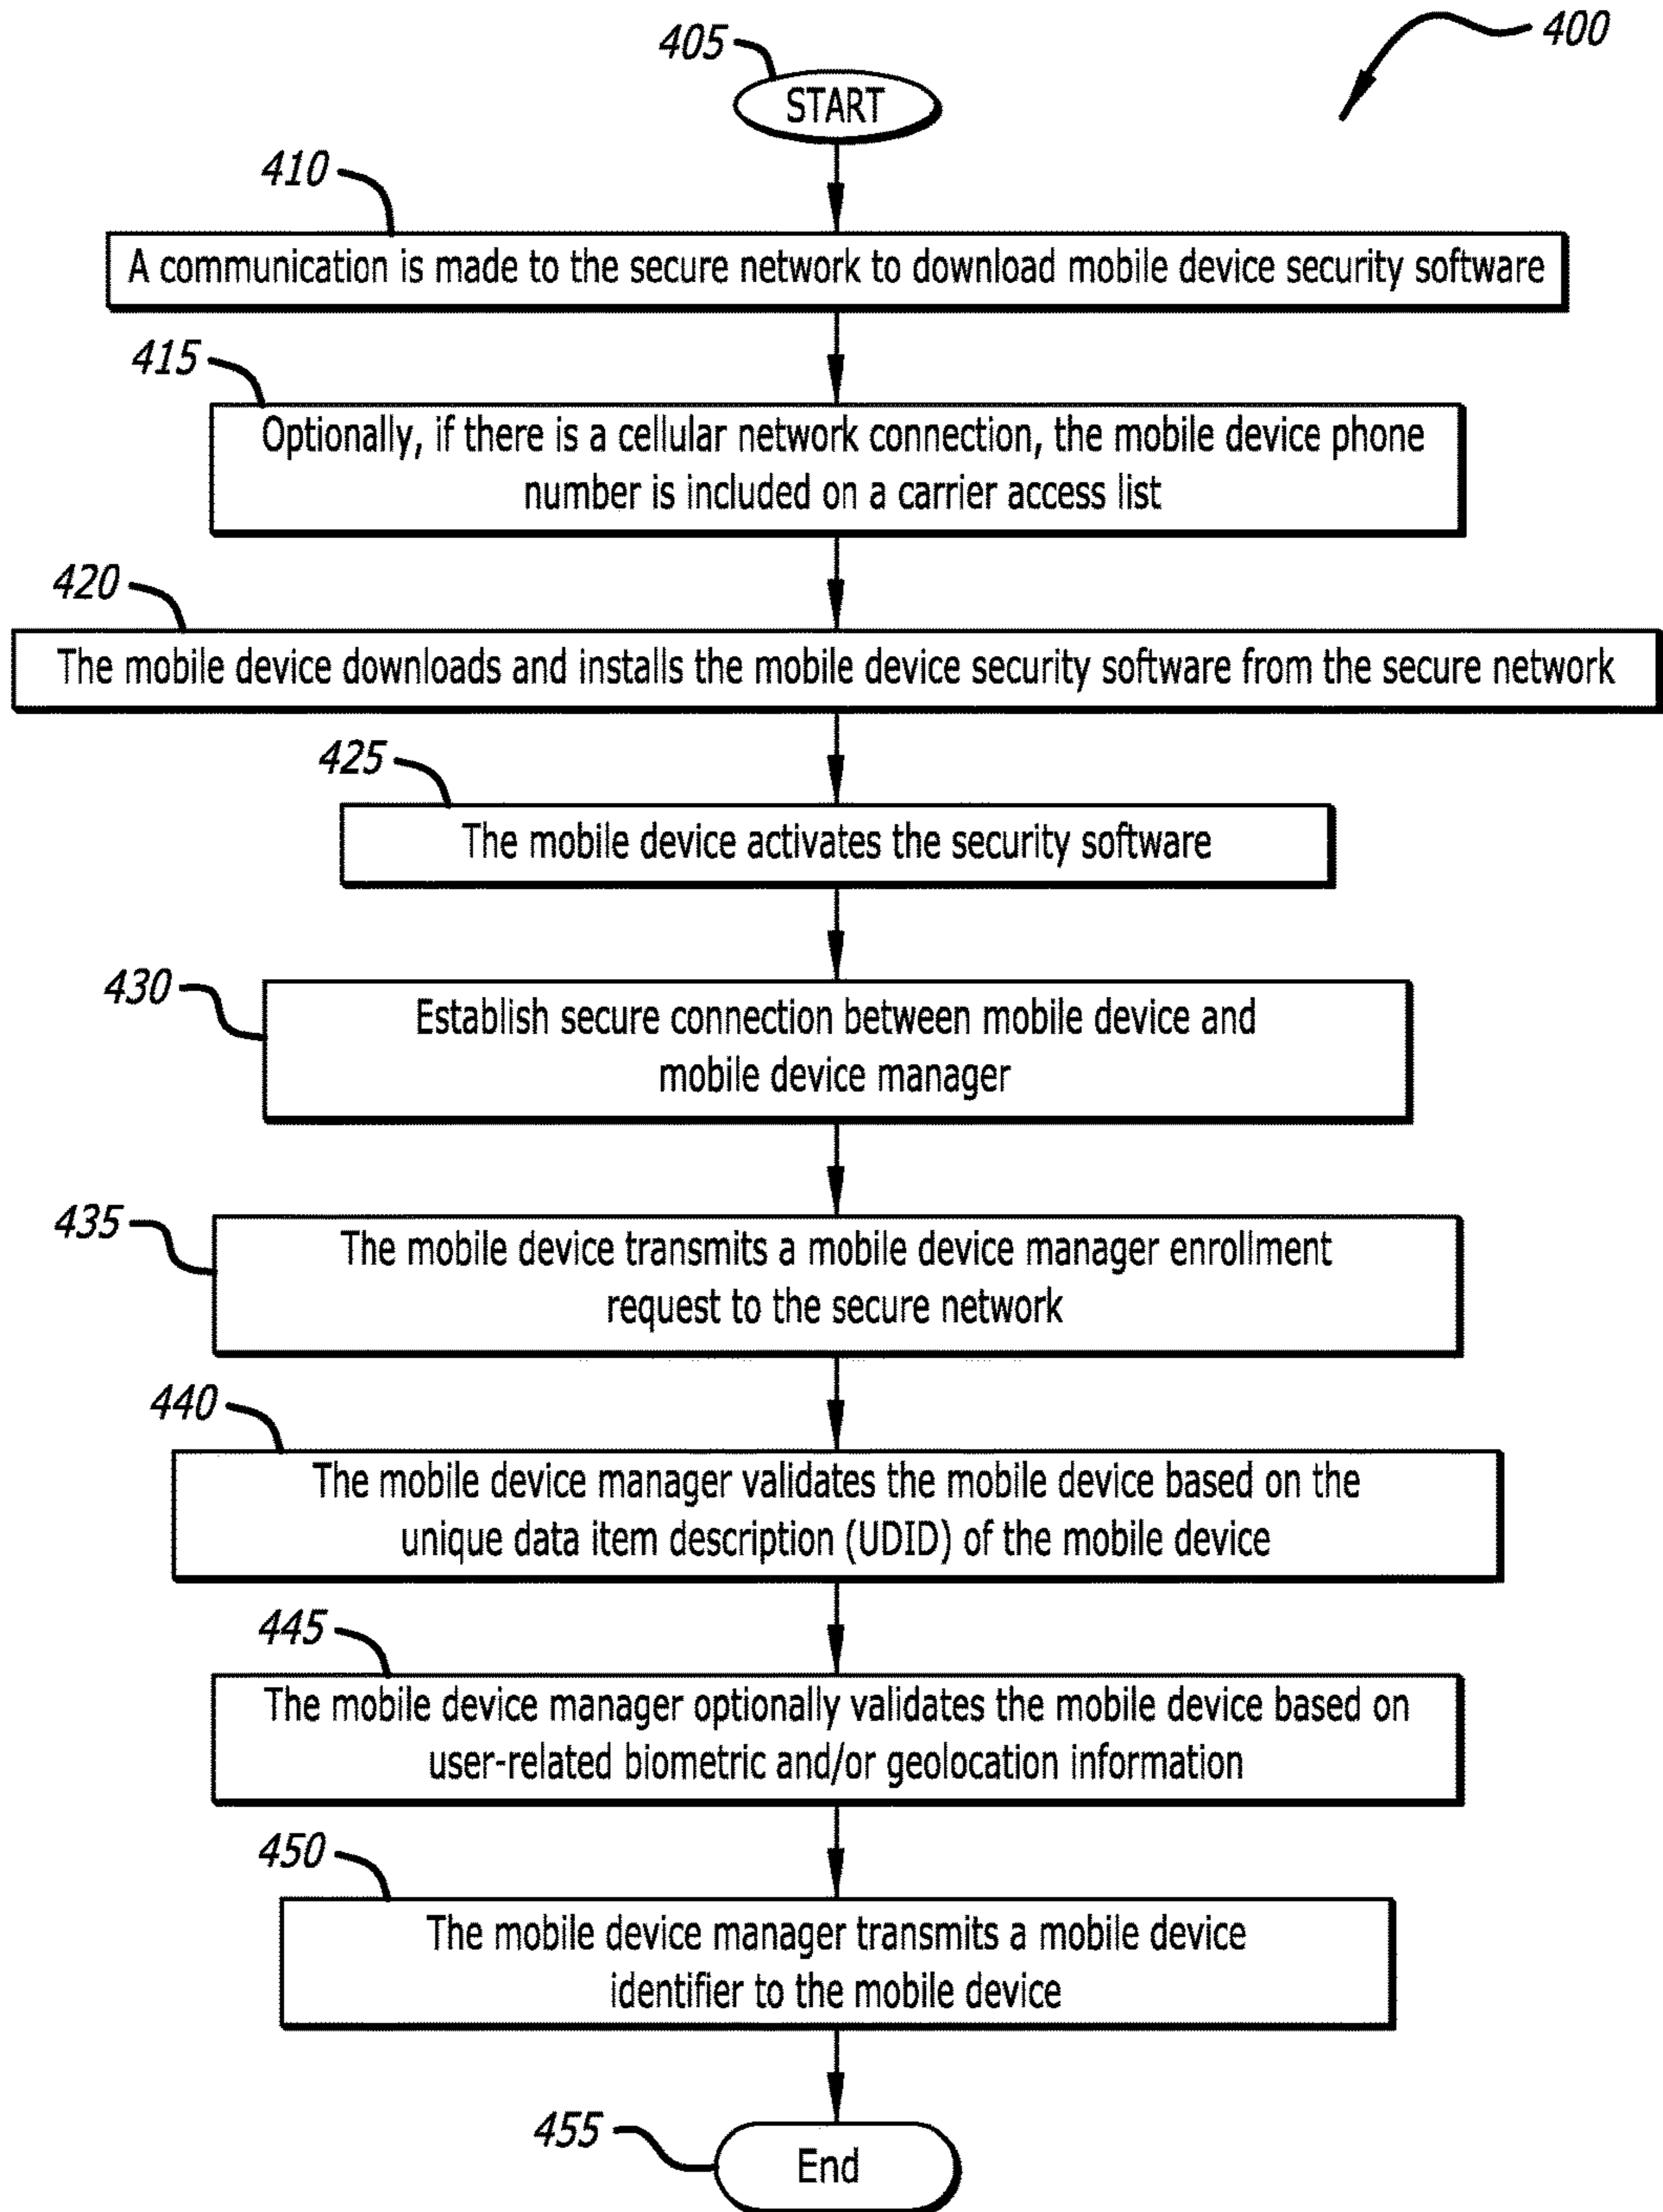 400
405
START
410
A communication is made to the secure network to download mobile device security software
415
Optionally, if there is a cellular network connection, the mobile device phone
number is included on a carrier access list
420
The mobile device downloads and installs the mobile device security software from the secure network
425
The mobile device activates the security software
430
Establish secure connection between mobile device and
mobile device manager
435
The mobile device transmits a mobile device manager enrollment
request to the secure network
440
The mobile device manager validates the mobile device based on the
unique data item description (UDID) of the mobile device
445
The mobile device manager optionally validates the mobile device based on
user-related biometric and/or geolocation information
450
The mobile device manager transmits a mobile device
identifier to the mobile device
455
End